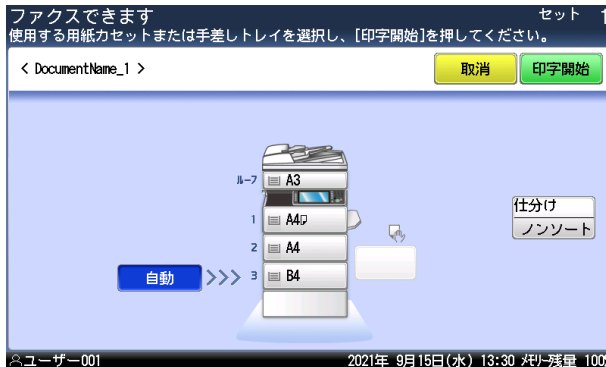 ファクスできます セット 1
使用する用紙カセットまたは手差しトレイを選択し、[印字開始]を押してください。
< DocumentName_1 > 取消 印字開始
ルーフ A3
1 A4
2 A4
自動 >>> 3 B4
仕分け
ノンソート
ユーザー001 2021年 9月15日(水) 13:30 メモリー残量 100%